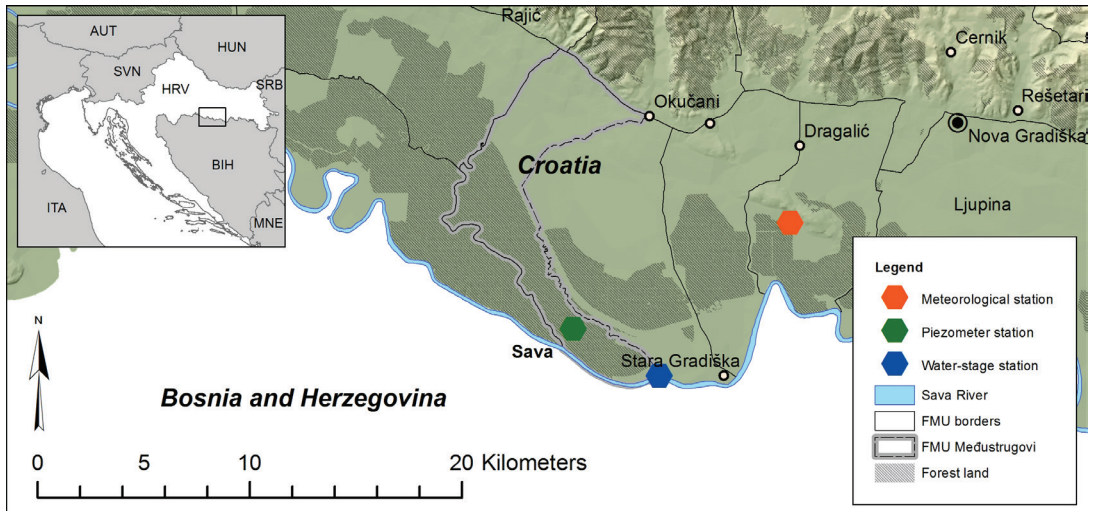 AUT
HUN
SVN
HRV
SRB
BIH
ITA
MNE
Rajić
Cernik
Okučani
Rešetari
Dragalić
Nova Gradiška
Croatia
Ljupina
Sava
Stara Gradiška
Bosnia and Herzegovina
N
0 5 10 20 Kilometers
Legend
Meteorological station
Piezometer station
Water-stage station
Sava River
FMU borders
FMU Međustrugovi
Forest land